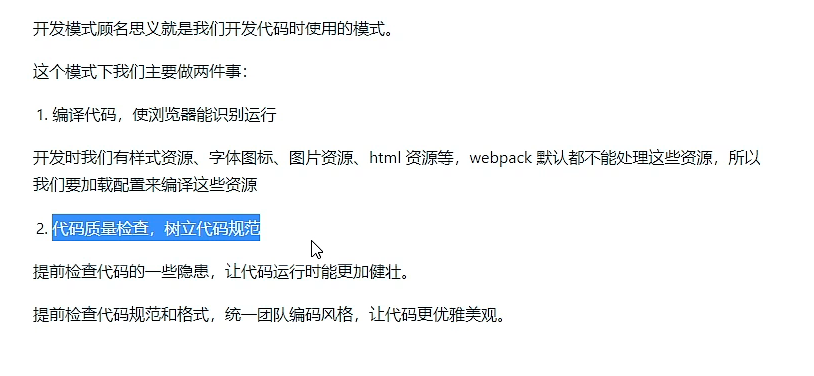 开发模式顾名思义就是我们开发代码时使用的模式。
这个模式下我们主要做两件事：
1. 编译代码，使浏览器能识别运行
开发时我们有样式资源、字体图标、图片资源、html 资源等，webpack 默认都不能处理这些资源，所以
我们要加载配置来编译这些资源
2. 代码质量检查，树立代码规范
提前检查代码的一些隐患，让代码运行时能更加健壮。
提前检查代码规范和格式，统一团队编码风格，让代码更优雅美观。